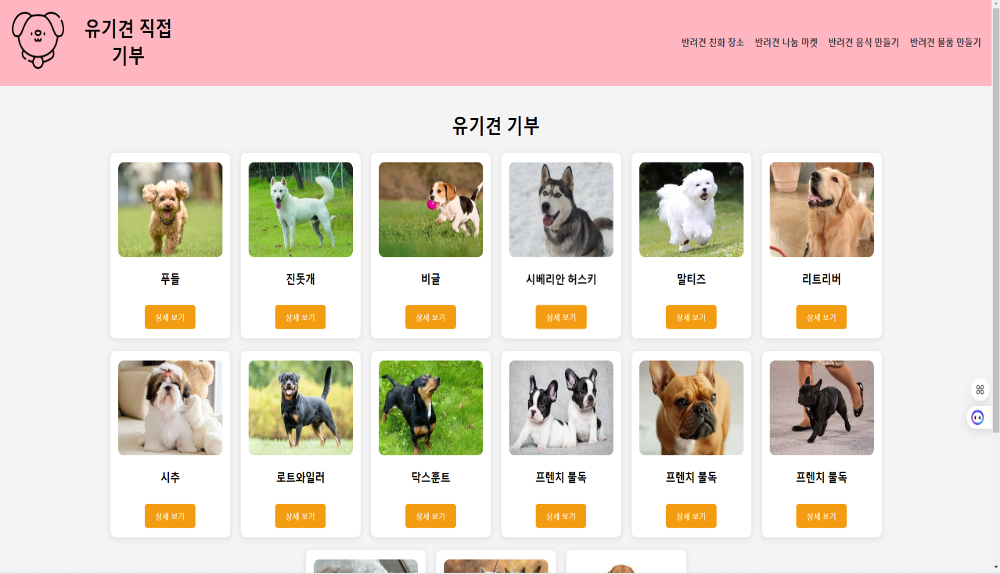 유기견 직접
기부
반려견 친화 장소 반려견 나눔 마켓 반려견 음식 만들기 반려견 물품 만들기
유기견 기부
푸들 진돗개 비글 시베리안 허스키 말티즈 리트리버
상세 보기 상세 보기 상세 보기 상세 보기 상세 보기 상세 보기
시추 로트와일러 닥스훈트 프렌치 불독 프렌치 불독 프렌치 불독
상세 보기 상세 보기 상세 보기 상세 보기 상세 보기 상세 보기